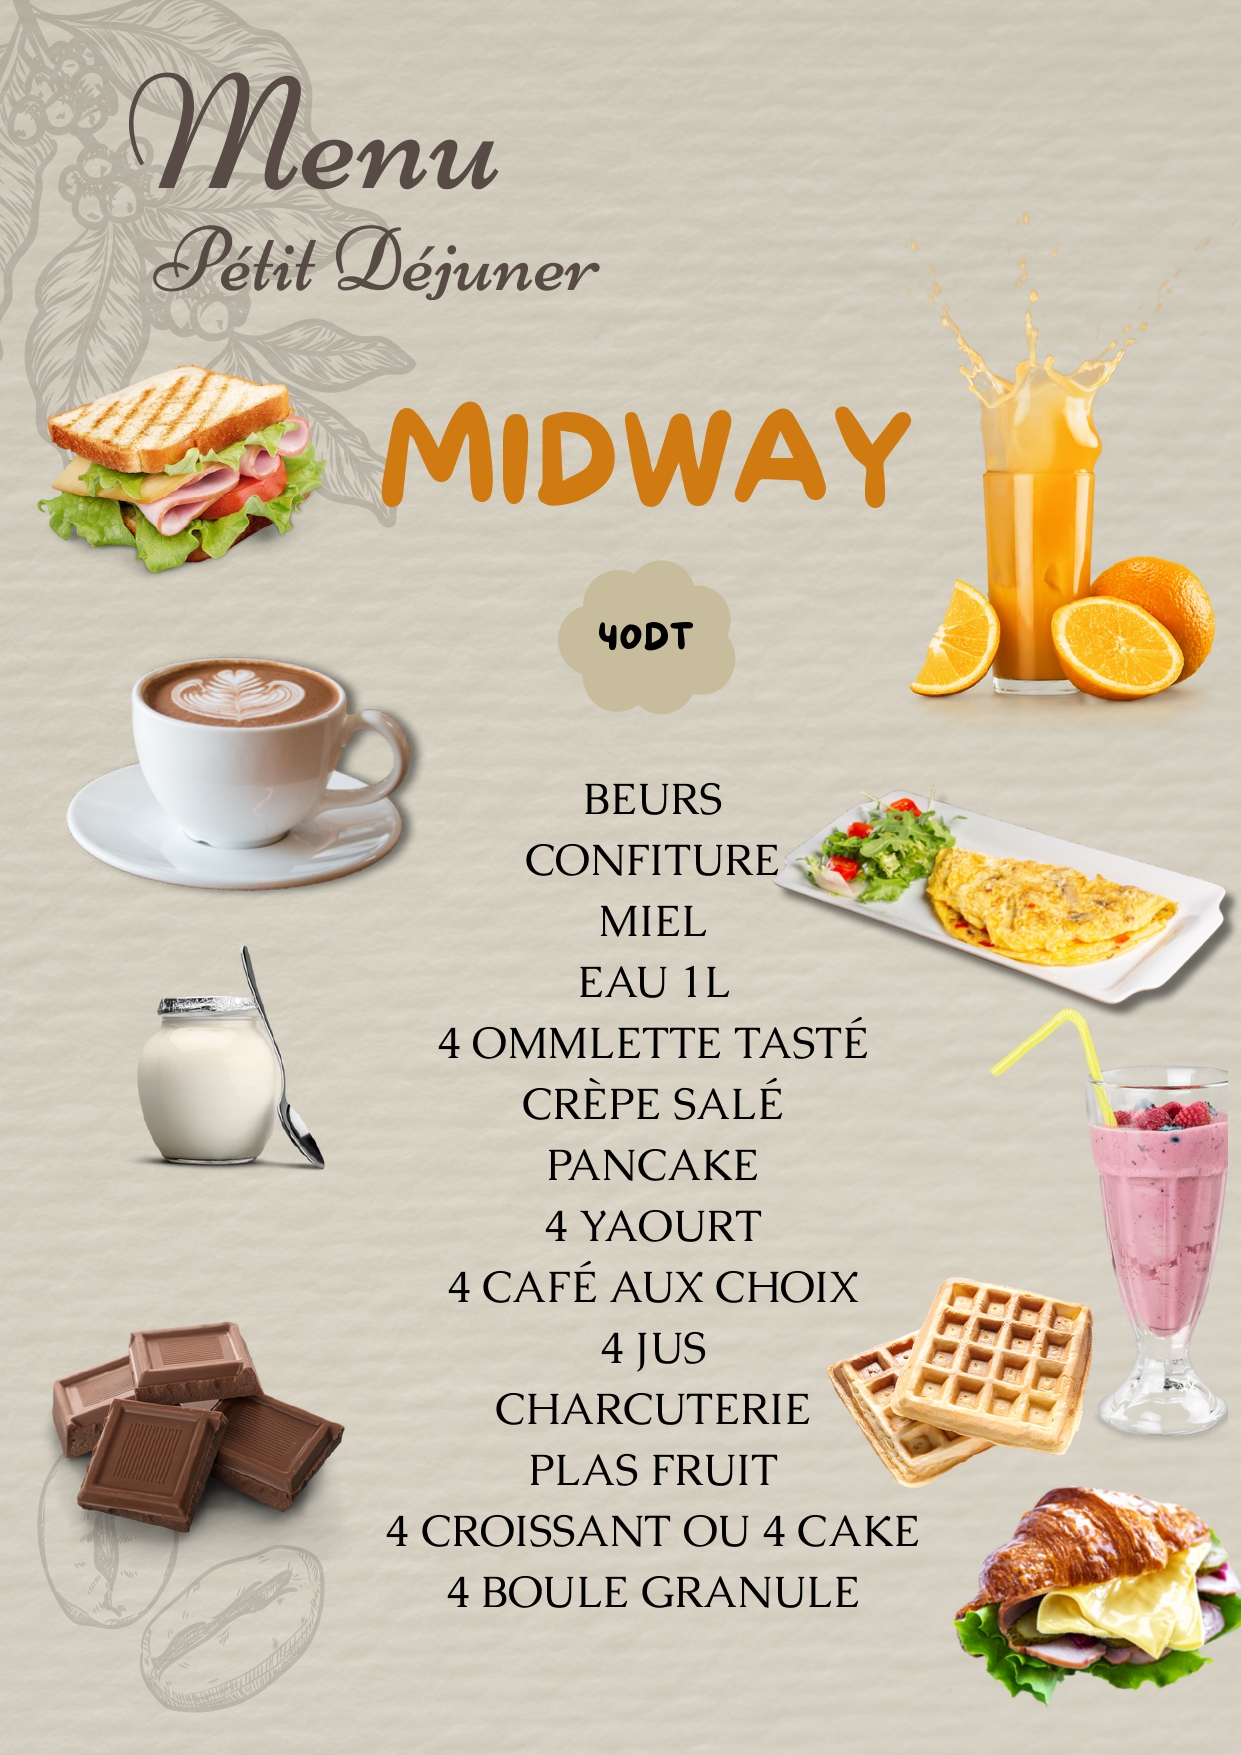 Menu
Pétit Déjuner
MIDWAY
40DT
BEURS
CONFITURE
MIEL
EAU 1L
4 OMMLETTE TASTÉ
CRÈPE SALÉ
PANCAKE
4 YAOURT
4 CAFÉ AUX CHOIX
4 JUS
CHARCUTERIE
PLAS FRUIT
4 CROISSANT OU 4 CAKE
4 BOULE GRANULE